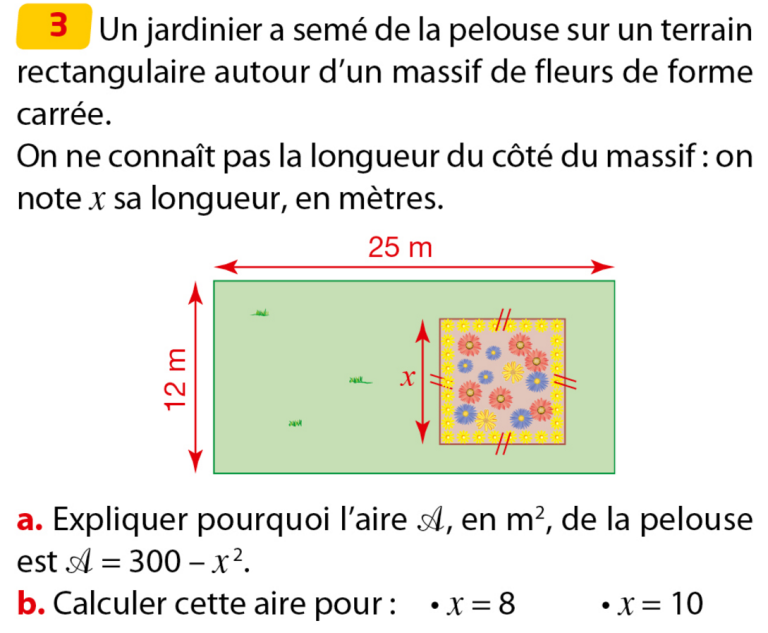 3 Un jardinier a semé de la pelouse sur un terrain
rectangulaire autour d'un massif de fleurs de forme
carrée.
On ne connaît pas la longueur du côté du massif : on
note x sa longueur, en mètres.
25 m
12 m
x
a. Expliquer pourquoi l'aire 𝒜, en m², de la pelouse
est 𝒜 = 300 – x².
b. Calculer cette aire pour : • x = 8 • x = 10